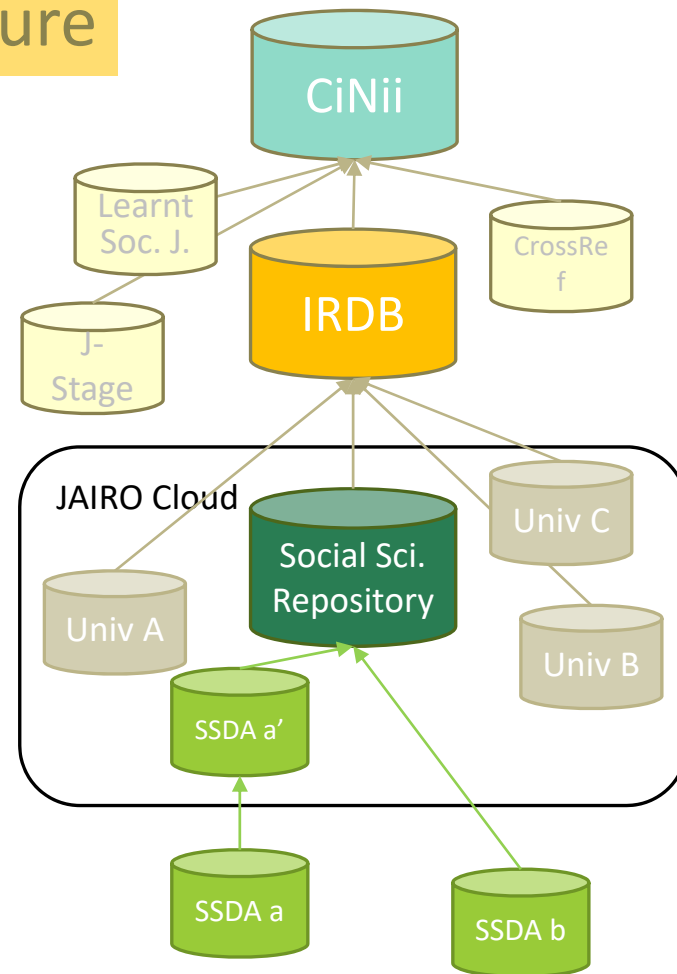 ure
CiNii
Learnt
Soc. J.
CrossRe
f
IRDB
J-
Stage
JAIRO Cloud
Univ C
Social Sci.
Repository
Univ A
Univ B
SSDA a’
SSDA a
SSDA b